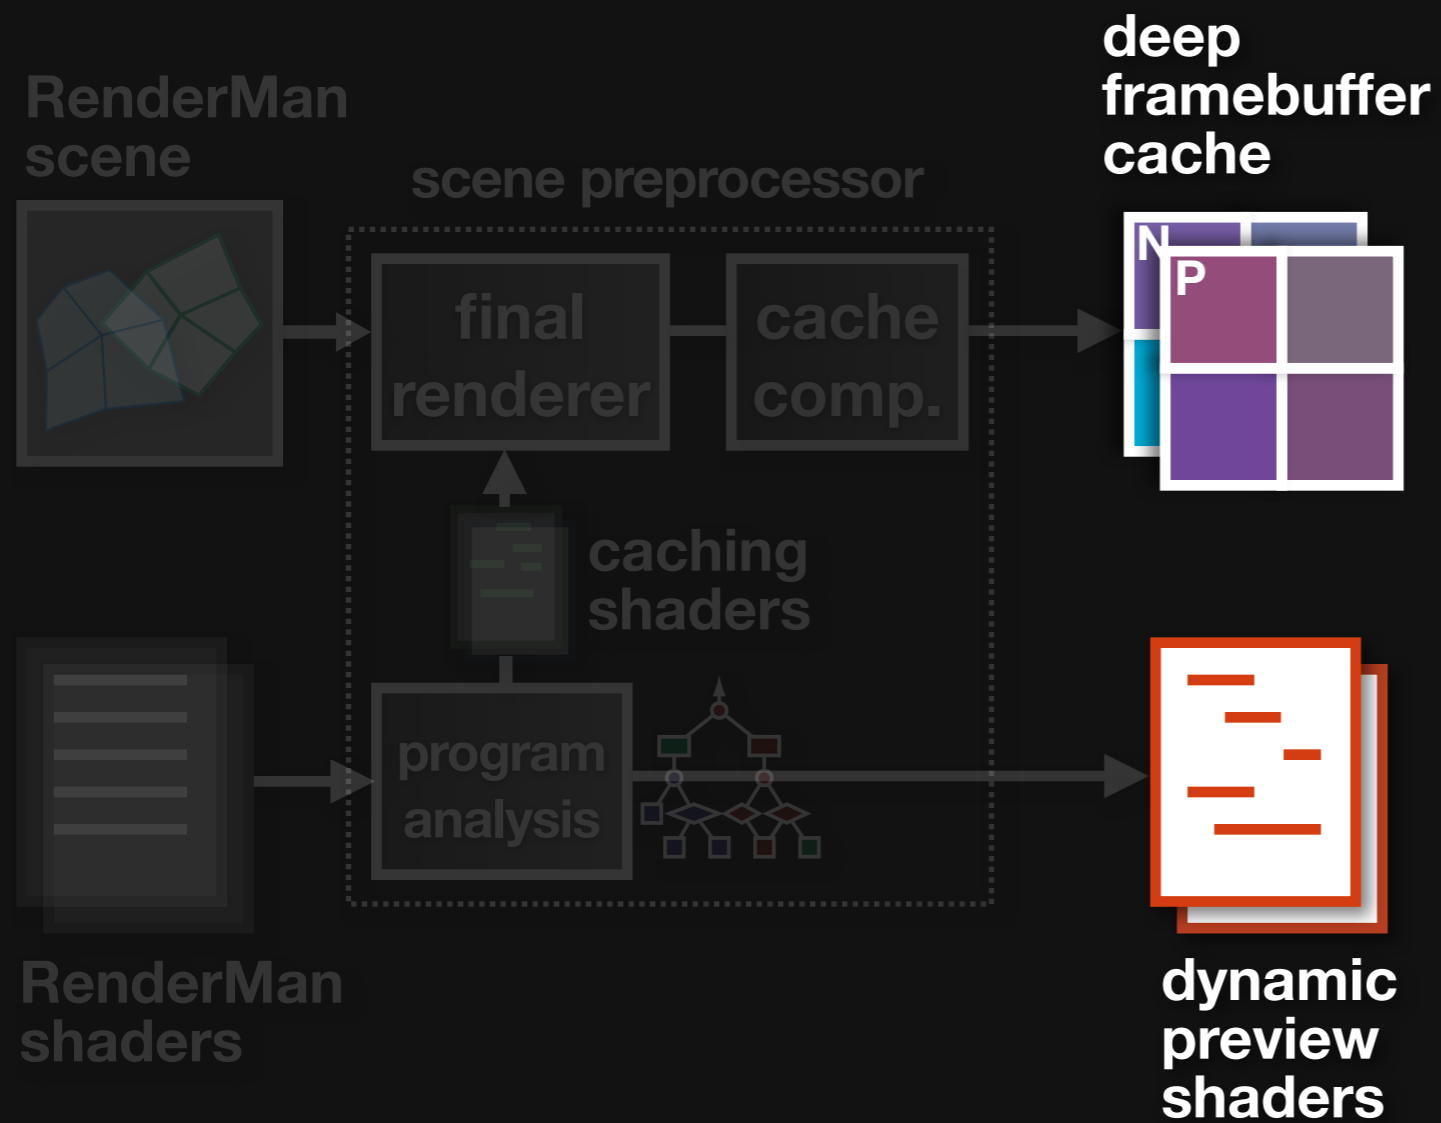 RenderMan
scene
scene preprocessor
deep
framebuffer
cache
final
renderer
cache
comp.
N
P
caching
shaders
program
analysis
RenderMan
shaders
dynamic
preview
shaders